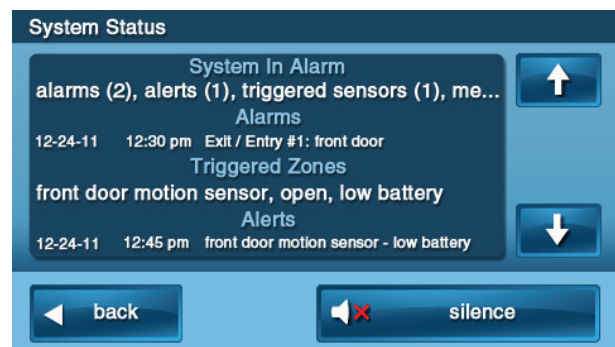 System Status
System In Alarm
alarms (2), alerts (1), triggered sensors (1), me...
Alarms
12-24-11 12:30 pm Exit / Entry #1: front door
Triggered Zones
front door motion sensor, open, low battery
Alerts
12-24-11 12:45 pm front door motion sensor - low battery
back
silence